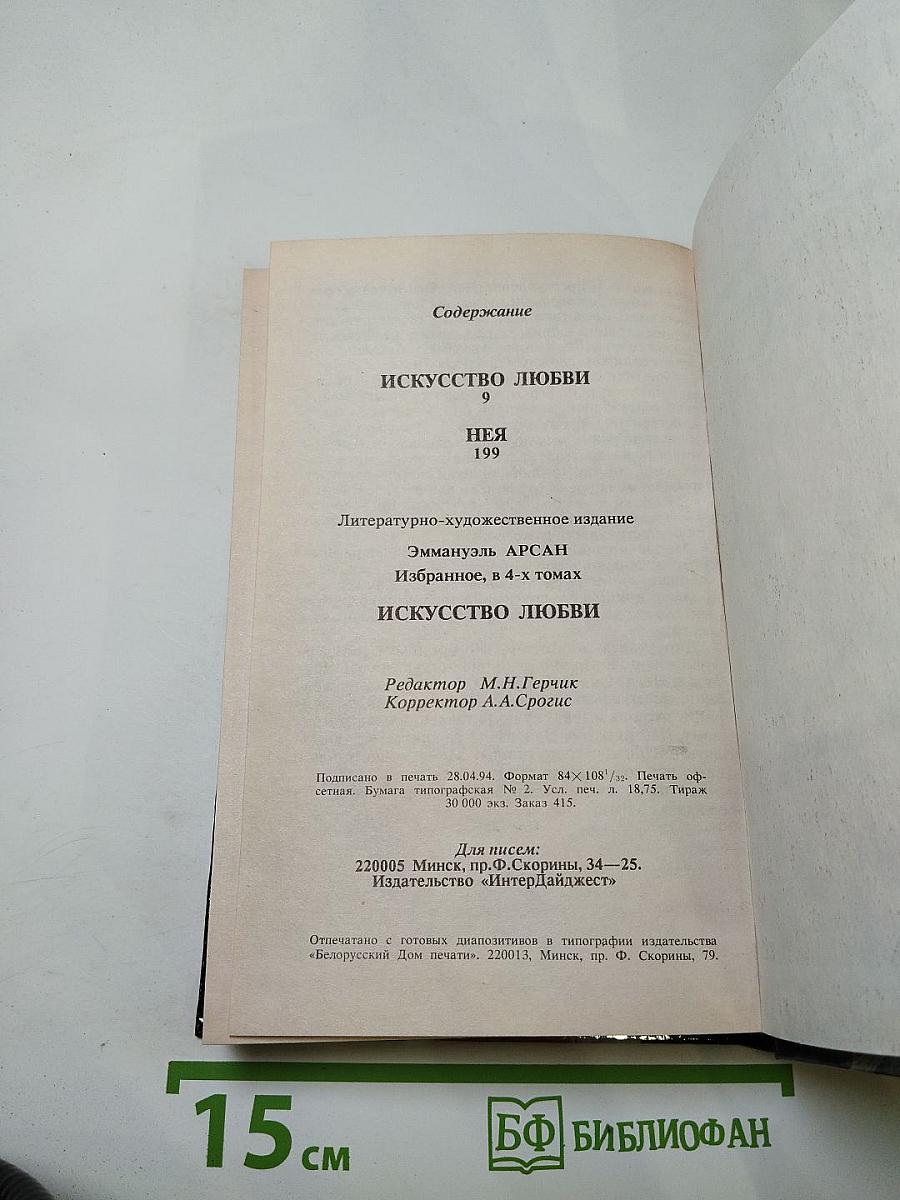 Содержание
ИСКУССТВО ЛЮБВИ
9
НЕЯ
199
Литературно-художественное издание
Эммануэль АРСАН
Избранное, в 4-х томах
ИСКУССТВО ЛЮБВИ
Редактор М.Н.Герчик
Корректор А.А.Срогис
Подписано в печать 28.04.94. Формат 84×108¹/₃₂. Печать оф-
сетная. Бумага типографская № 2. Усл. печ. л. 18,75. Тираж
30 000 экз. Заказ 415.
Для писем:
220005 Минск, пр.Ф.Скорины, 34—25.
Издательство «ИнтерДайджест»
Отпечатано с готовых диапозитивов в типографии издательства
«Белорусский Дом печати». 220013, Минск, пр. Ф. Скорины, 79.
15 см
БФ БИБЛИОФАН